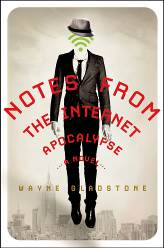 NOTES FROM
THE INTERNET
APOCALYPSE
...A NOVEL...
WAYNE GLADSTONE